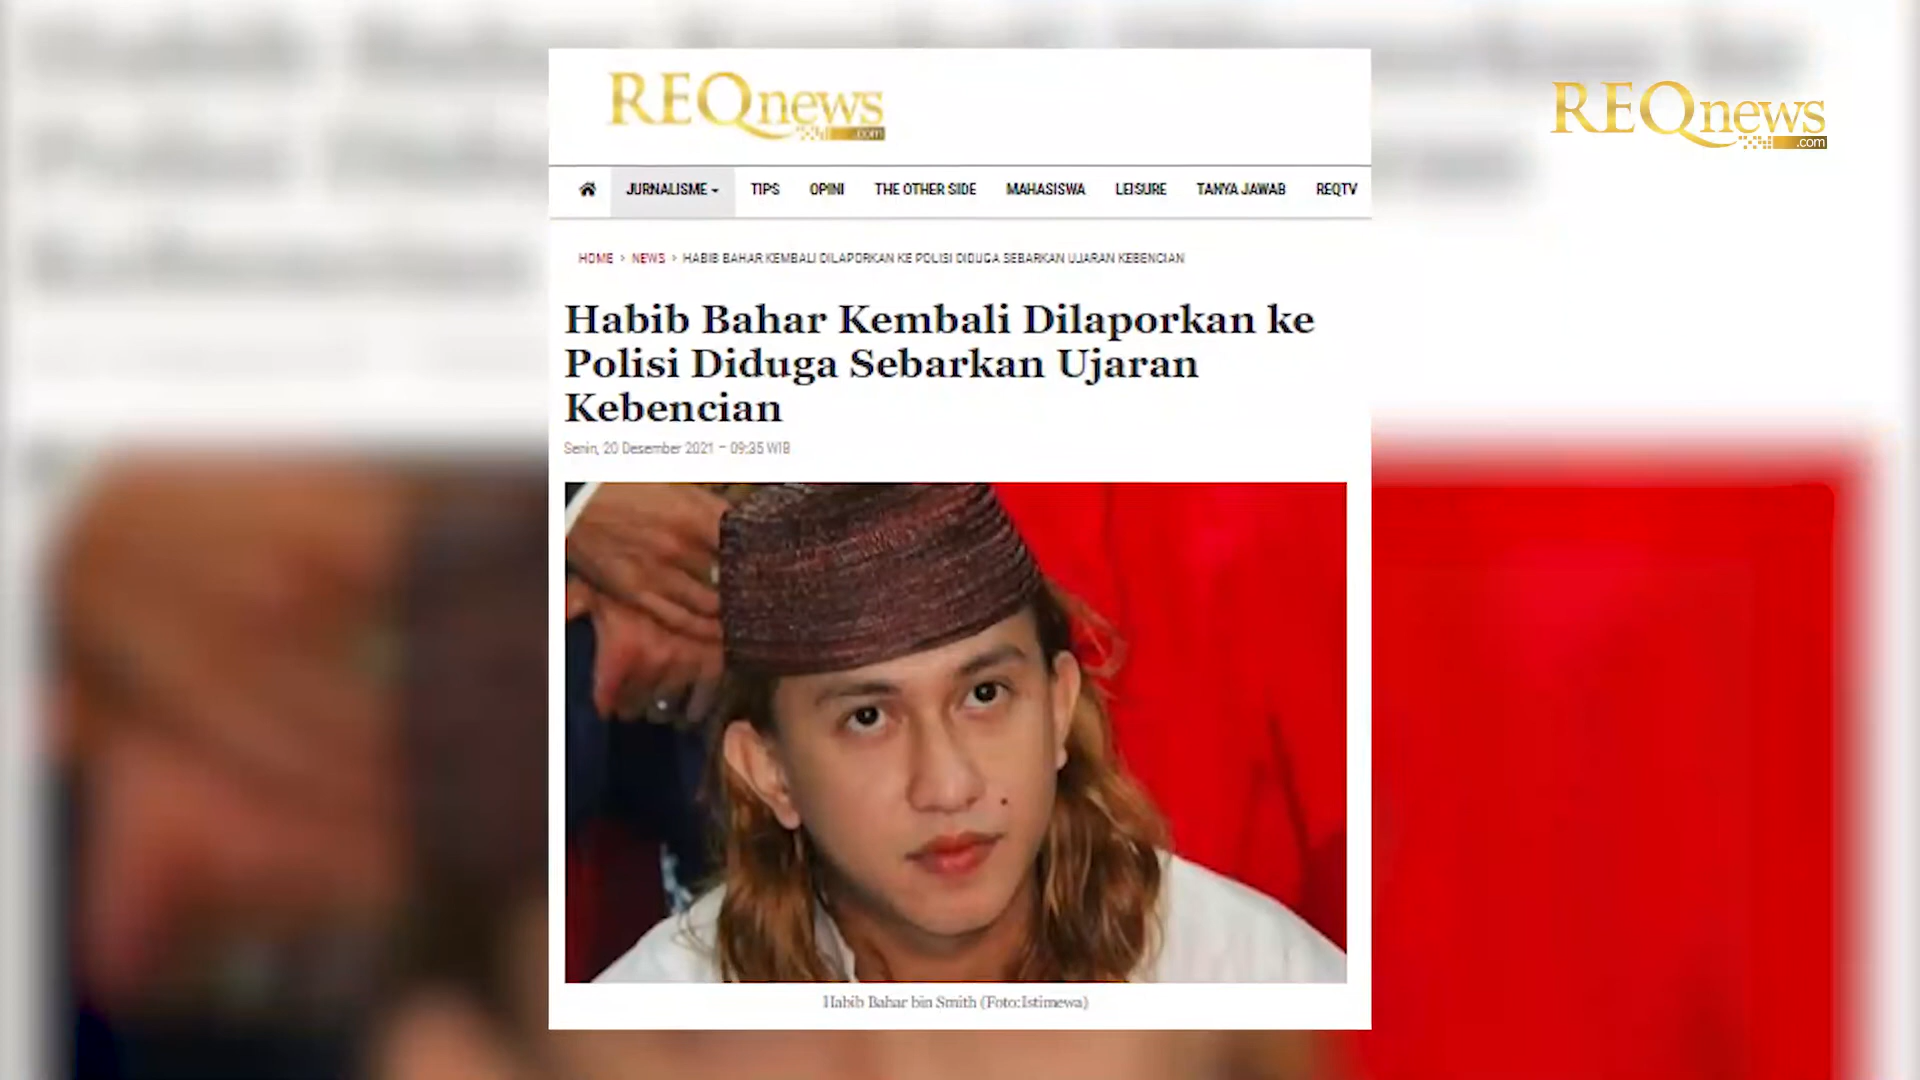 REQnews
.com
REQnews
.com
JURNALISME
TIPS
OPINI
THE OTHER SIDE
MAHASISWA
LEISURE
TANYA JAWAB
REQTV
HOME > NEWS > HABIB BAHAR KEMBALI DILAPORKAN KE POLISI DIDUGA SEBARKAN UJARAN KEBENCIAN
Habib Bahar Kembali Dilaporkan ke
Polisi Diduga Sebarkan Ujaran
Kebencian
Senin, 20 Desember 2021 – 09:35 WIB
Habib Bahar bin Smith (Foto:Istimewa)